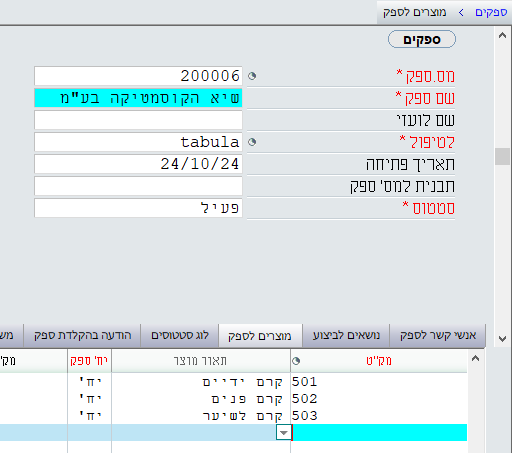 ספקים > מוצרים לספק
ספקים
מס.ספק * 200006
שם ספק * שיא הקוסמטיקה בע"מ
שם לועזי
לטיפול * tabula
תאריך פתיחה 24/10/24
תבנית למס' ספק
סטטוס * פעיל
אנשי קשר לספק נושאים לביצוע מוצרים לספק לוג סטטוסים הודעה בהקלדת ספק מש
מק"ט תאור מוצר יח' ספק מק'
501 קרם ידיים יח'
502 קרם פנים יח'
503 קרם לשיער יח'